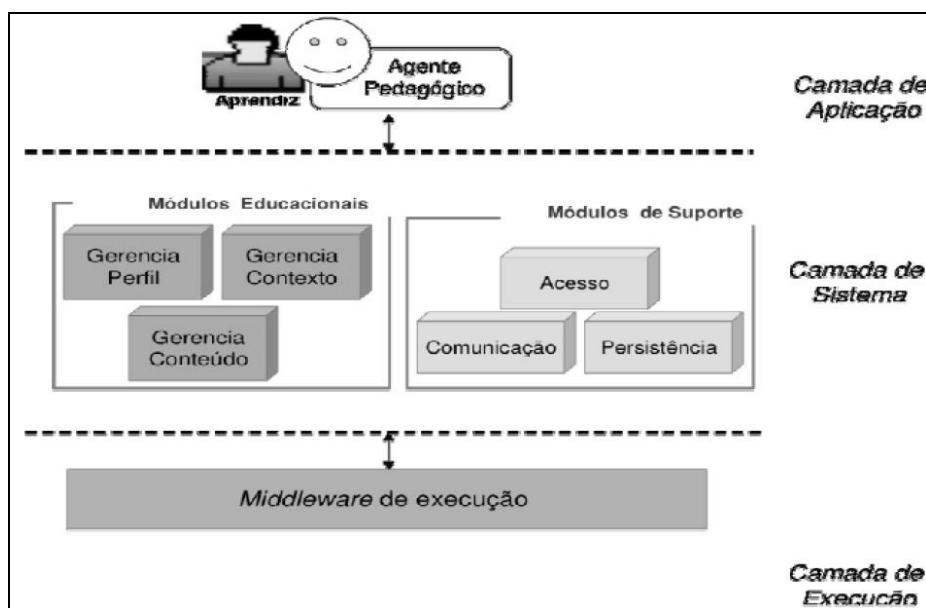 Agente
Pedagógico
Aprendiz
Camada de
Aplicação
Módulos Educacionais
Gerencia
Perfil
Gerencia
Contexto
Gerencia
Conteúdo
Módulos de Suporte
Acesso
Comunicação
Persistência
Camada de
Sistema
Middleware de execução
Camada de
Execução